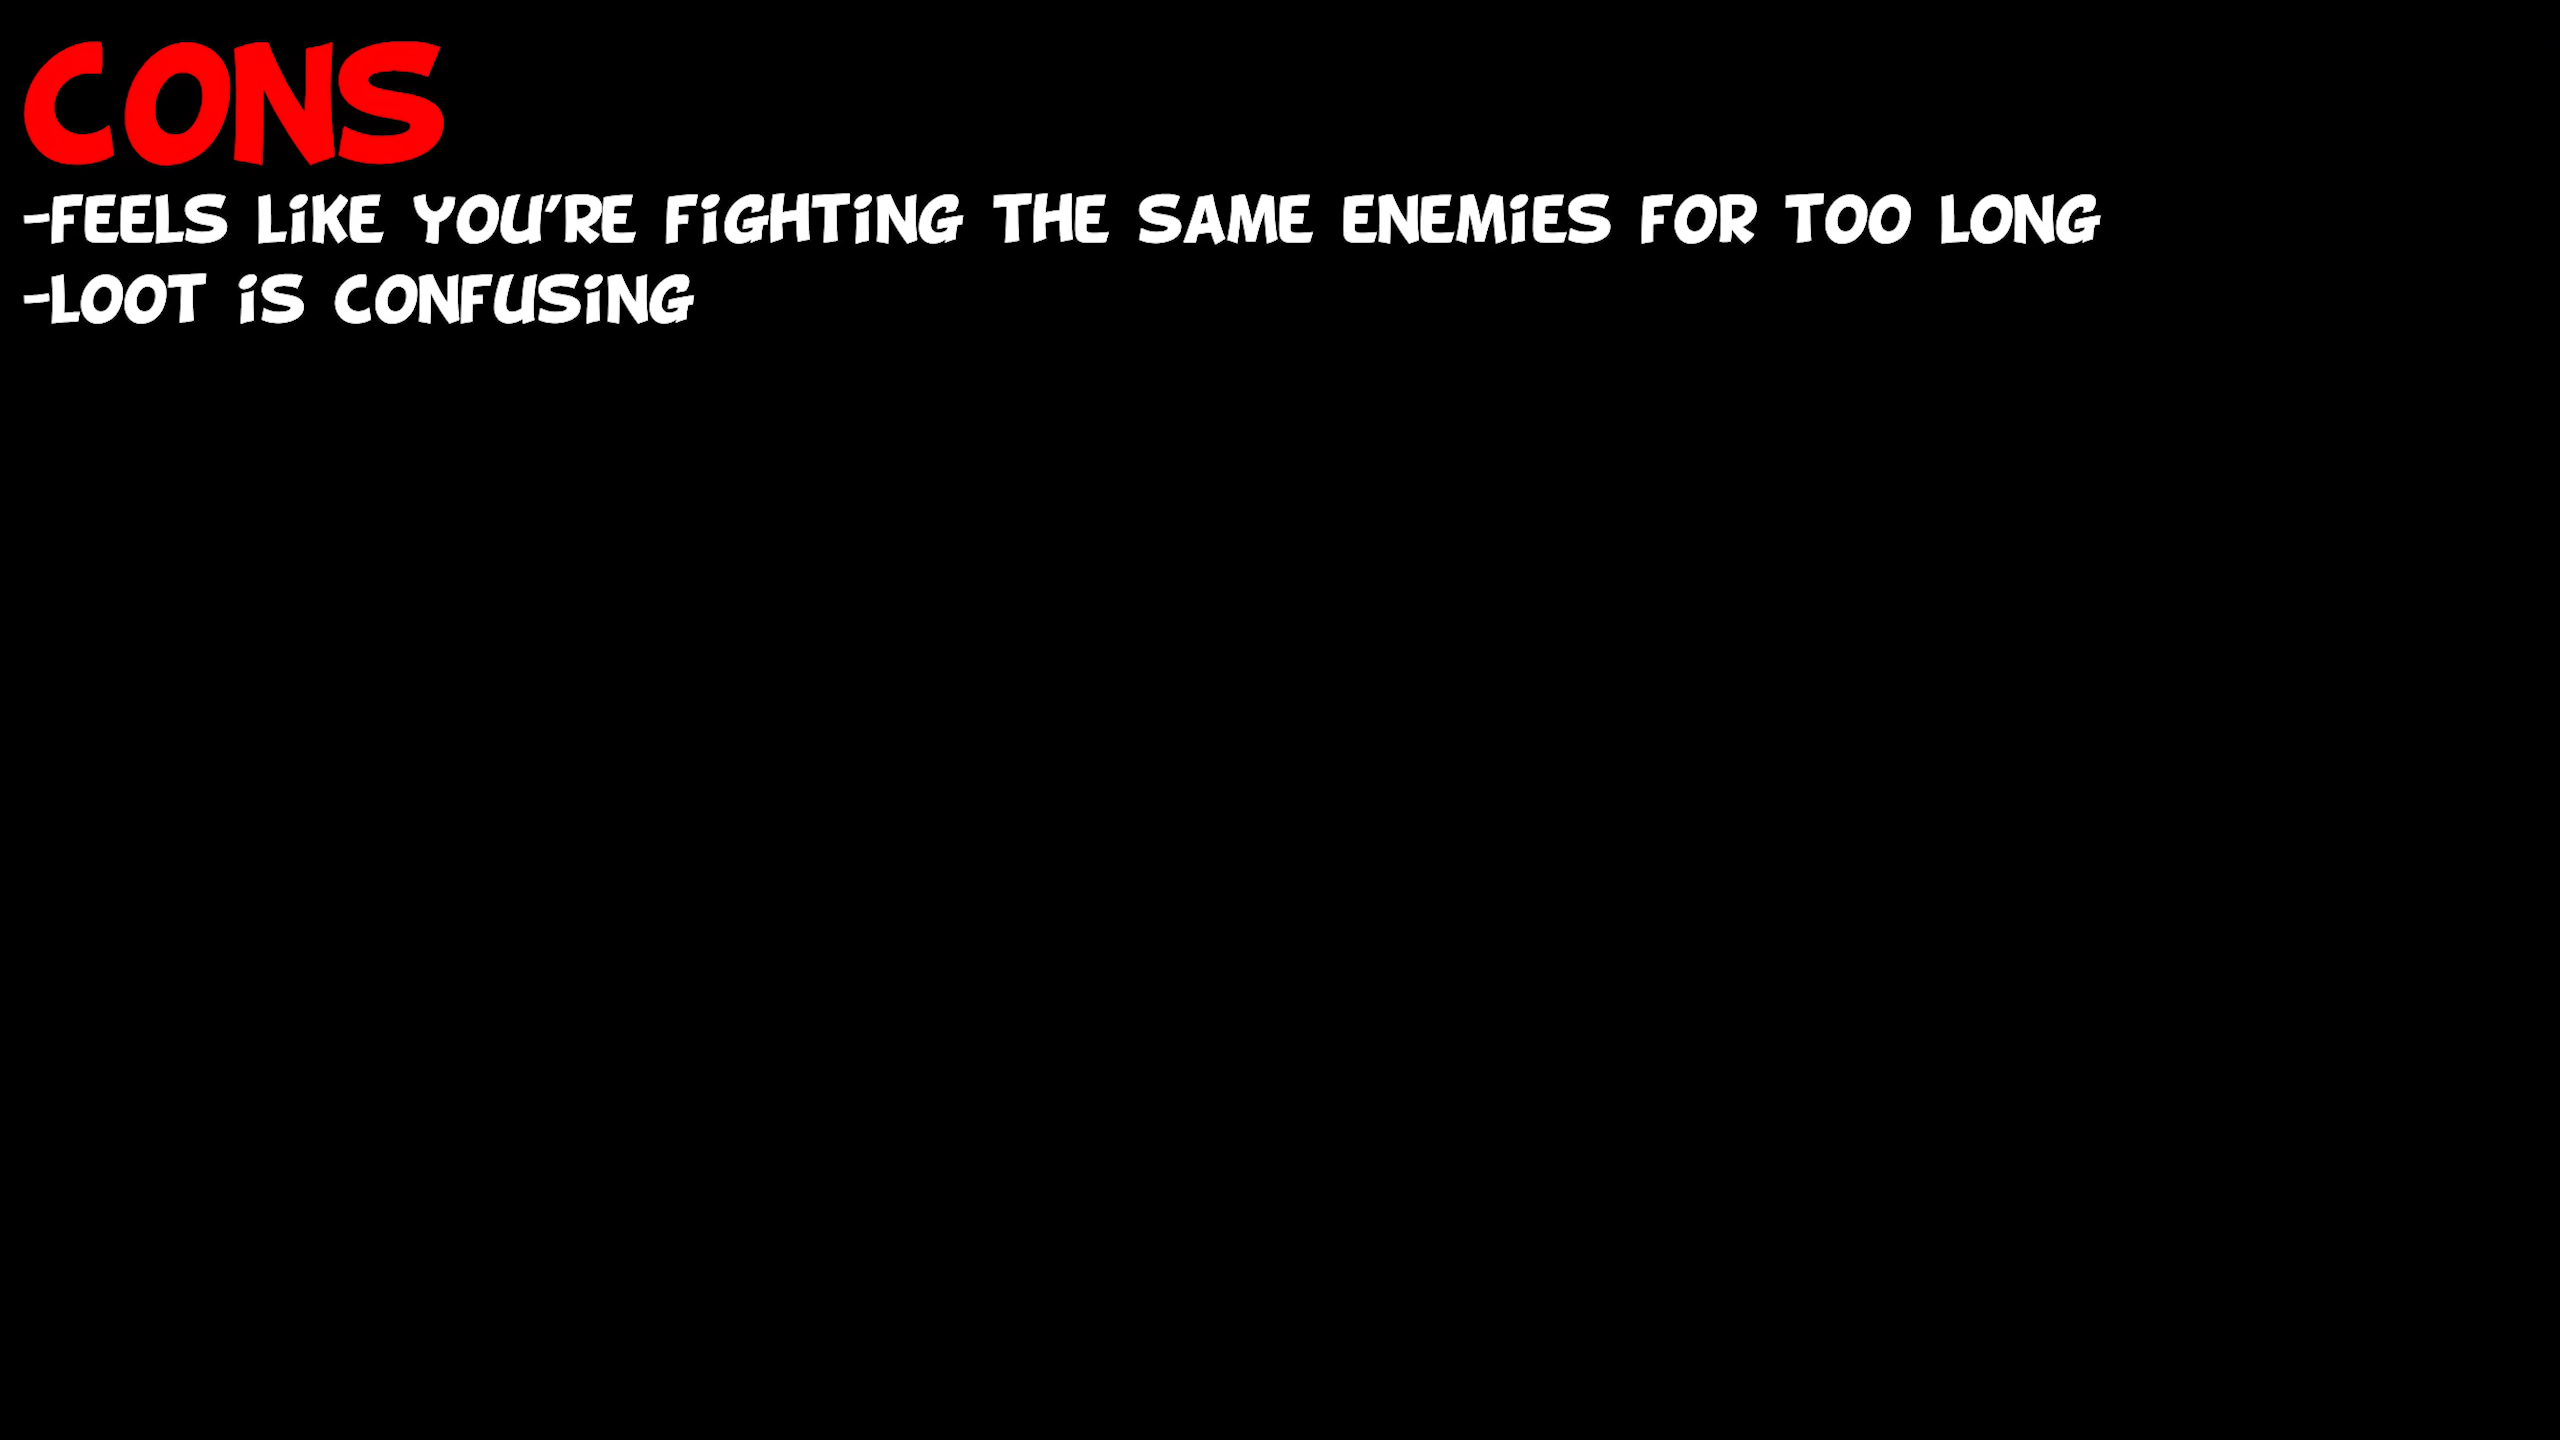 CONS
-FEELS LiKE YOU'RE FiGHTiNG THE SAME ENEMiES FOR TOO LONG
-LOOT iS CONFUSiNG